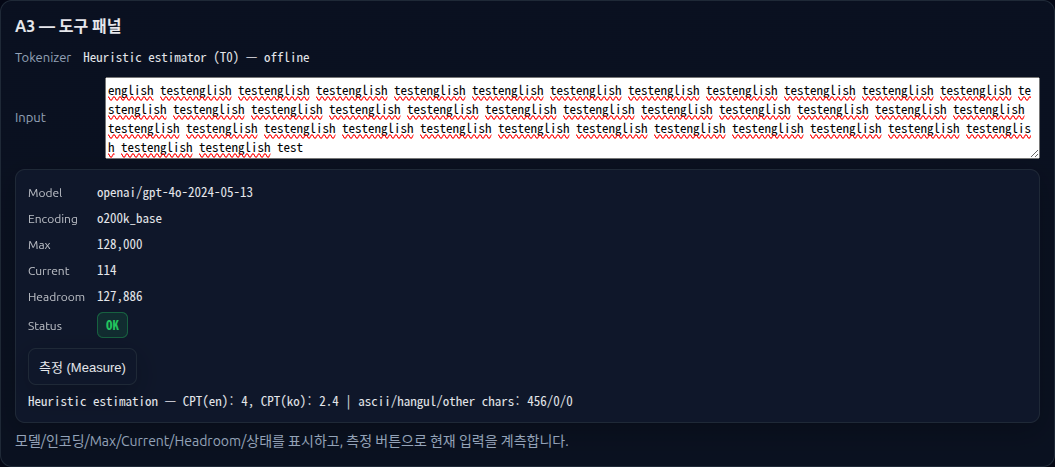 A3 — 도구 패널
Tokenizer Heuristic estimator (T0) — offline
Input
english testenglish testenglish testenglish testenglish testenglish testenglish testenglish testenglish testenglish testenglish testenglish te
stenglish testenglish testenglish testenglish testenglish testenglish testenglish testenglish testenglish testenglish testenglish testenglish
testenglish testenglish testenglish testenglish testenglish testenglish testenglish testenglish testenglish testenglish testenglish testenglis
h testenglish testenglish test
Model openai/gpt-4o-2024-05-13
Encoding o200k_base
Max 128,000
Current 114
Headroom 127,886
Status OK
측정 (Measure)
Heuristic estimation — CPT(en): 4, CPT(ko): 2.4 | ascii/hangul/other chars: 456/0/0
모델/인코딩/Max/Current/Headroom/상태를 표시하고, 측정 버튼으로 현재 입력을 계측합니다.